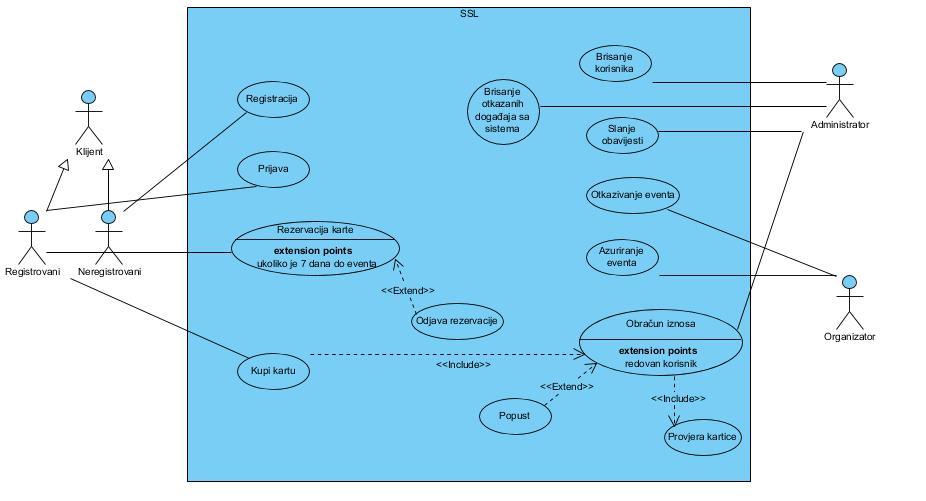 SSL
Brisanje
korisnika
Administrator
Brisanje
otkazanih
događaja sa
sistema
Registracija
Slanje
obavijesti
Klijent
Prijava
Otkazivanje eventa
Registrovani
Neregistrovani
Rezervacija karte
extension points
ukoliko je 7 dana do eventa
Azuriranje
eventa
<<Extend>>
Odjava rezervacije
Organizator
Obračun iznosa
extension points
redovan korisnik
Kupi kartu
<<Include>>
<<Extend>>
<<Include>>
Popust
Provjera kartice